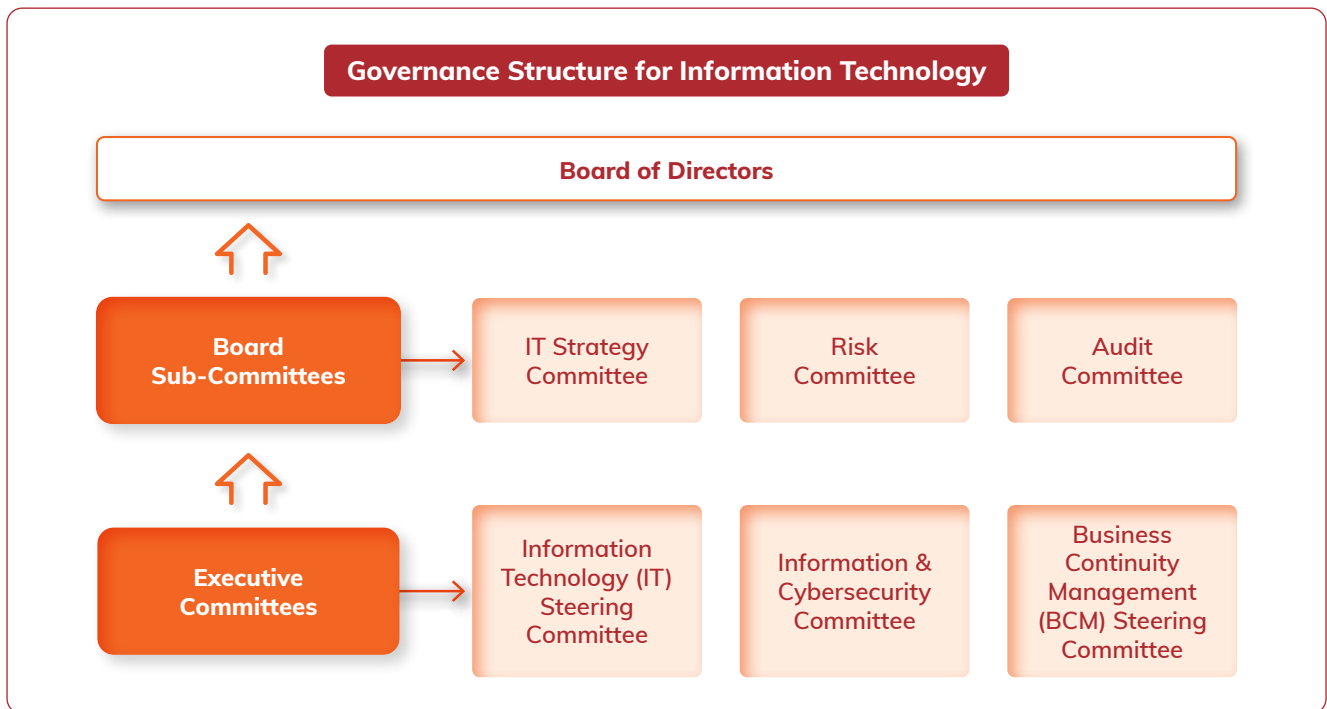 Governance Structure for Information Technology
Board of Directors
Board
Sub-Committees
IT Strategy
Committee
Risk
Committee
Audit
Committee
Executive
Committees
Information
Technology (IT)
Steering
Committee
Information &
Cybersecurity
Committee
Business
Continuity
Management
(BCM) Steering
Committee